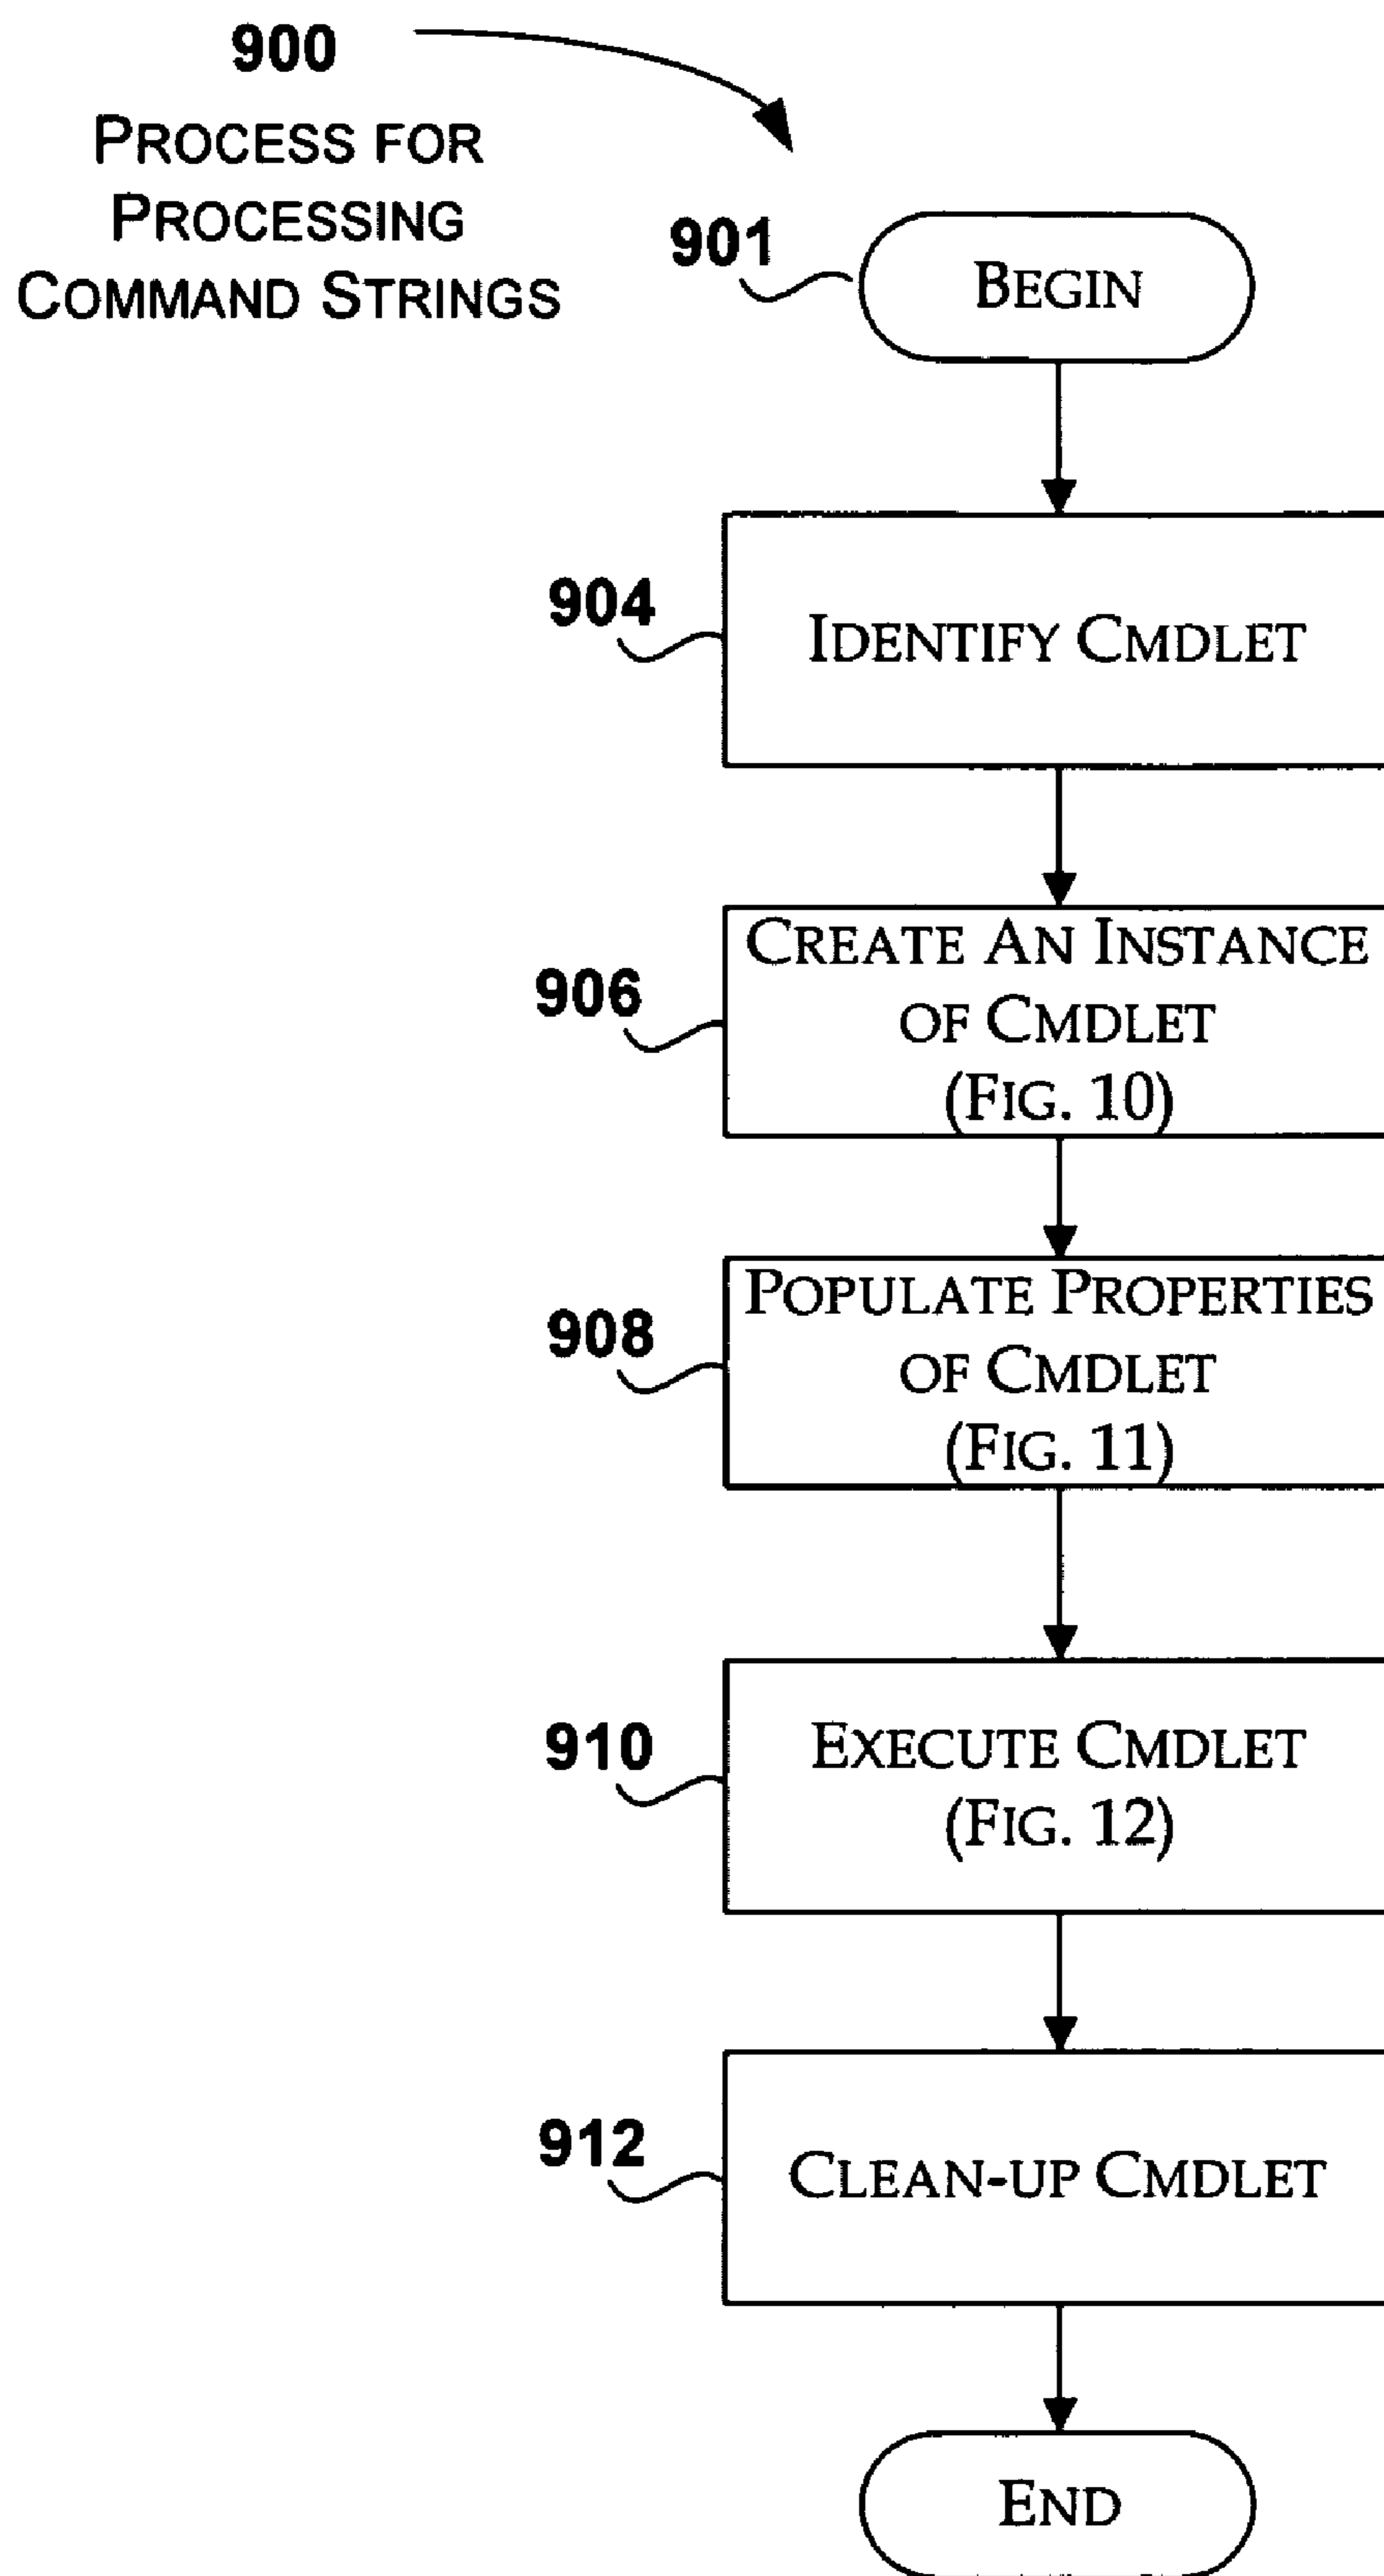 900
PROCESS FOR
PROCESSING
COMMAND STRINGS
901
BEGIN
904
IDENTIFY CMDLET
906
CREATE AN INSTANCE
OF CMDLET
(FIG. 10)
908
POPULATE PROPERTIES
OF CMDLET
(FIG. 11)
910
EXECUTE CMDLET
(FIG. 12)
912
CLEAN-UP CMDLET
END